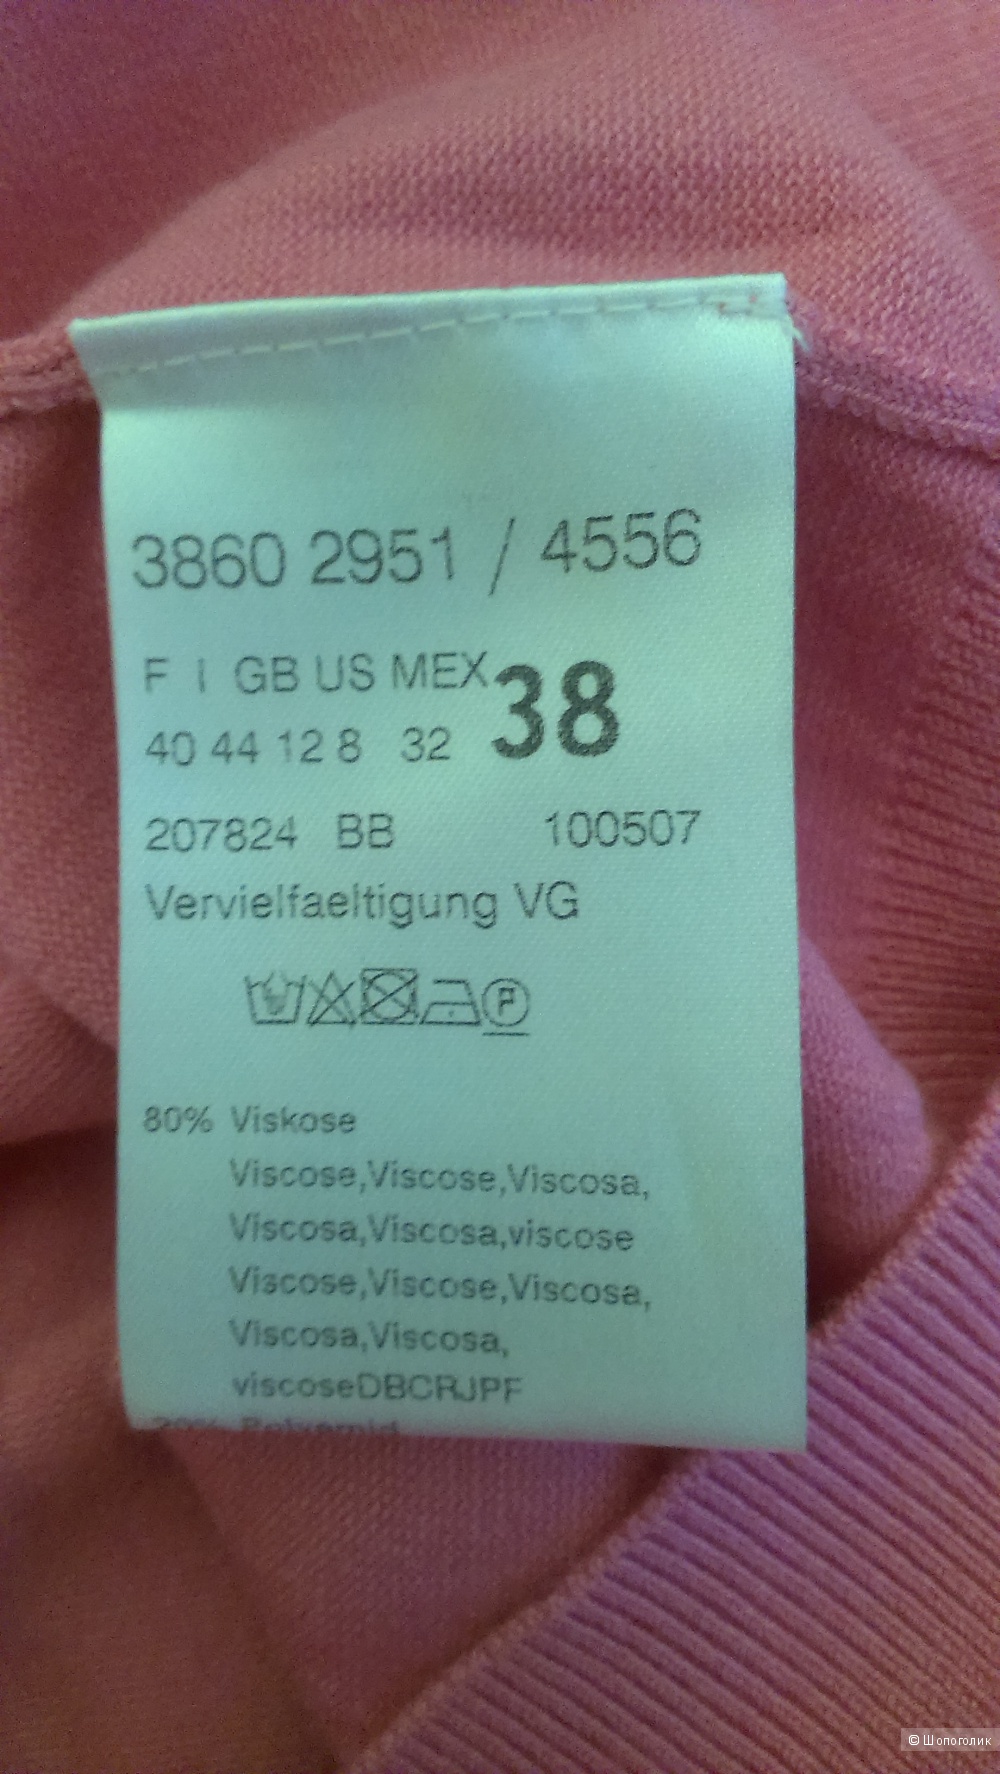 3860 2951 / 4556
F I GB US MEX 38
40 44 12 8 32
207824 BB 100507
Vervielfaeltigung VG
P
80% Viskose
Viscose,Viscose,Viscosa,
Viscosa,Viscosa,viscose
Viscose,Viscose,Viscosa,
Viscosa,Viscosa,
viscoseDBCRJPF
20%
© Шопоголик